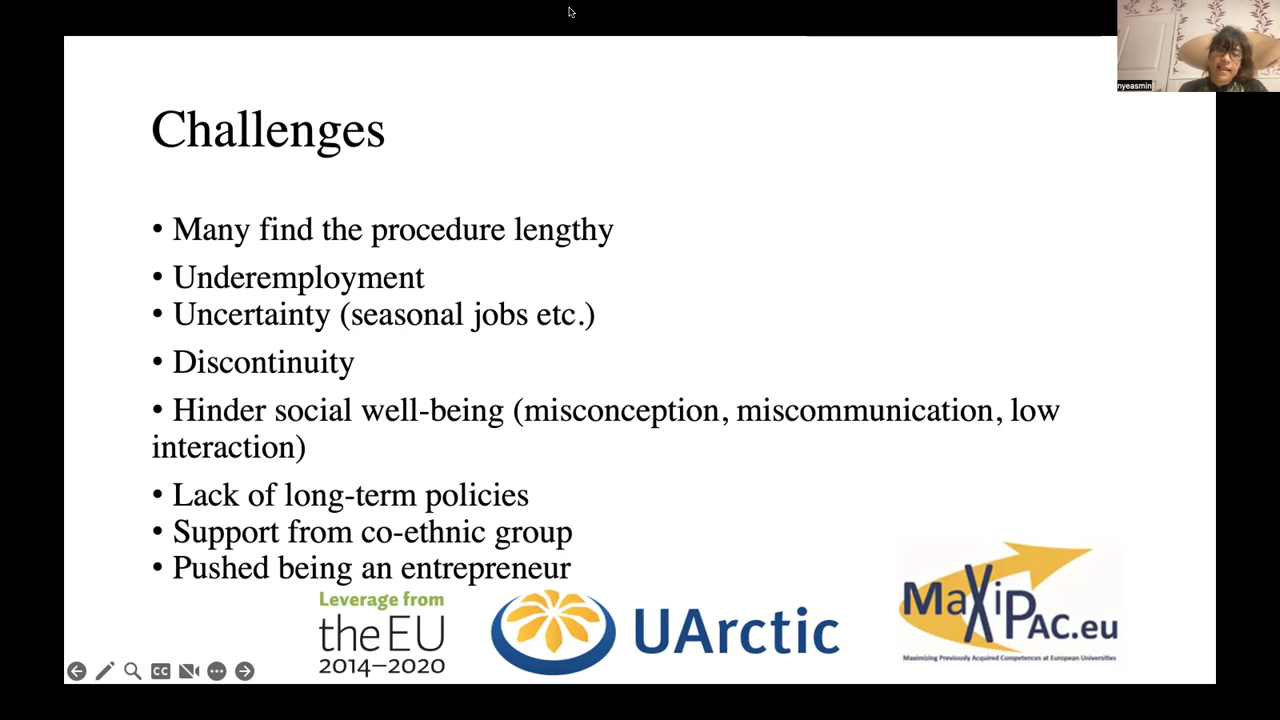 nyeasmin
Challenges
• Many find the procedure lengthy
• Underemployment
• Uncertainty (seasonal jobs etc.)
• Discontinuity
• Hinder social well-being (misconception, miscommunication, low
interaction)
• Lack of long-term policies
• Support from co-ethnic group
• Pushed being an entrepreneur
Leverage from
the EU
2014–2020
UArctic
MaXiPAC.eu
Maximizing Previously Acquired Competences at European Universities
CC